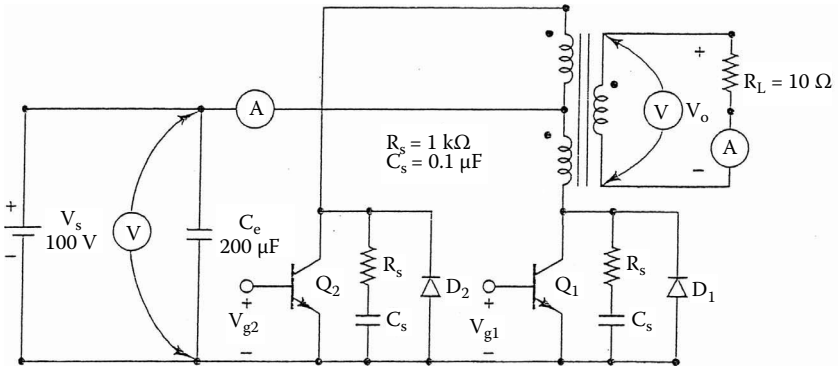 +
R_L = 10 Ω
V
V_o
A
A
R_s = 1 kΩ
C_s = 0.1 μF
−
+
V_s
100 V
−
V
C_e
200 μF
R_s
D_2
Q_2
C_s
+
V_g2
−
R_s
D_1
Q_1
C_s
+
V_g1
−